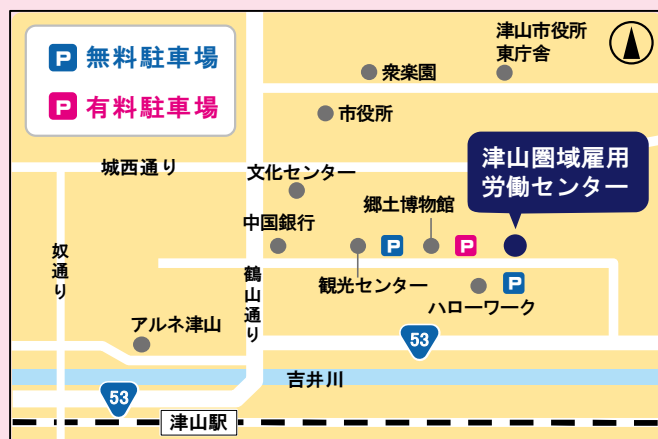 P 無料駐車場
P 有料駐車場
津山市役所
東庁舎
衆楽園
市役所
津山圏域雇用
労働センター
城西通り
文化センター
郷土博物館
中国銀行
P
P
奴通り
鶴山通り
観光センター
P
ハローワーク
アルネ津山
53
吉井川
53
津山駅